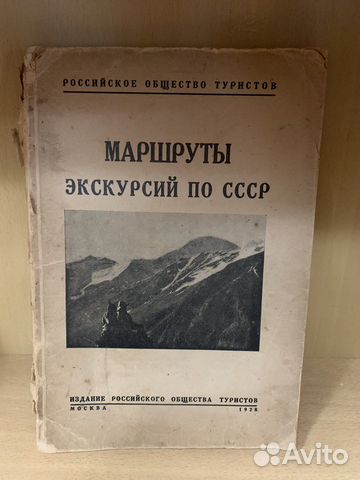 РОССИЙСКОЕ ОБЩЕСТВО ТУРИСТОВ
МАРШРУТЫ
ЭКСКУРСИЙ ПО СССР
ИЗДАНИЕ РОССИЙСКОГО ОБЩЕСТВА ТУРИСТОВ
МОСКВА 1928
Avito